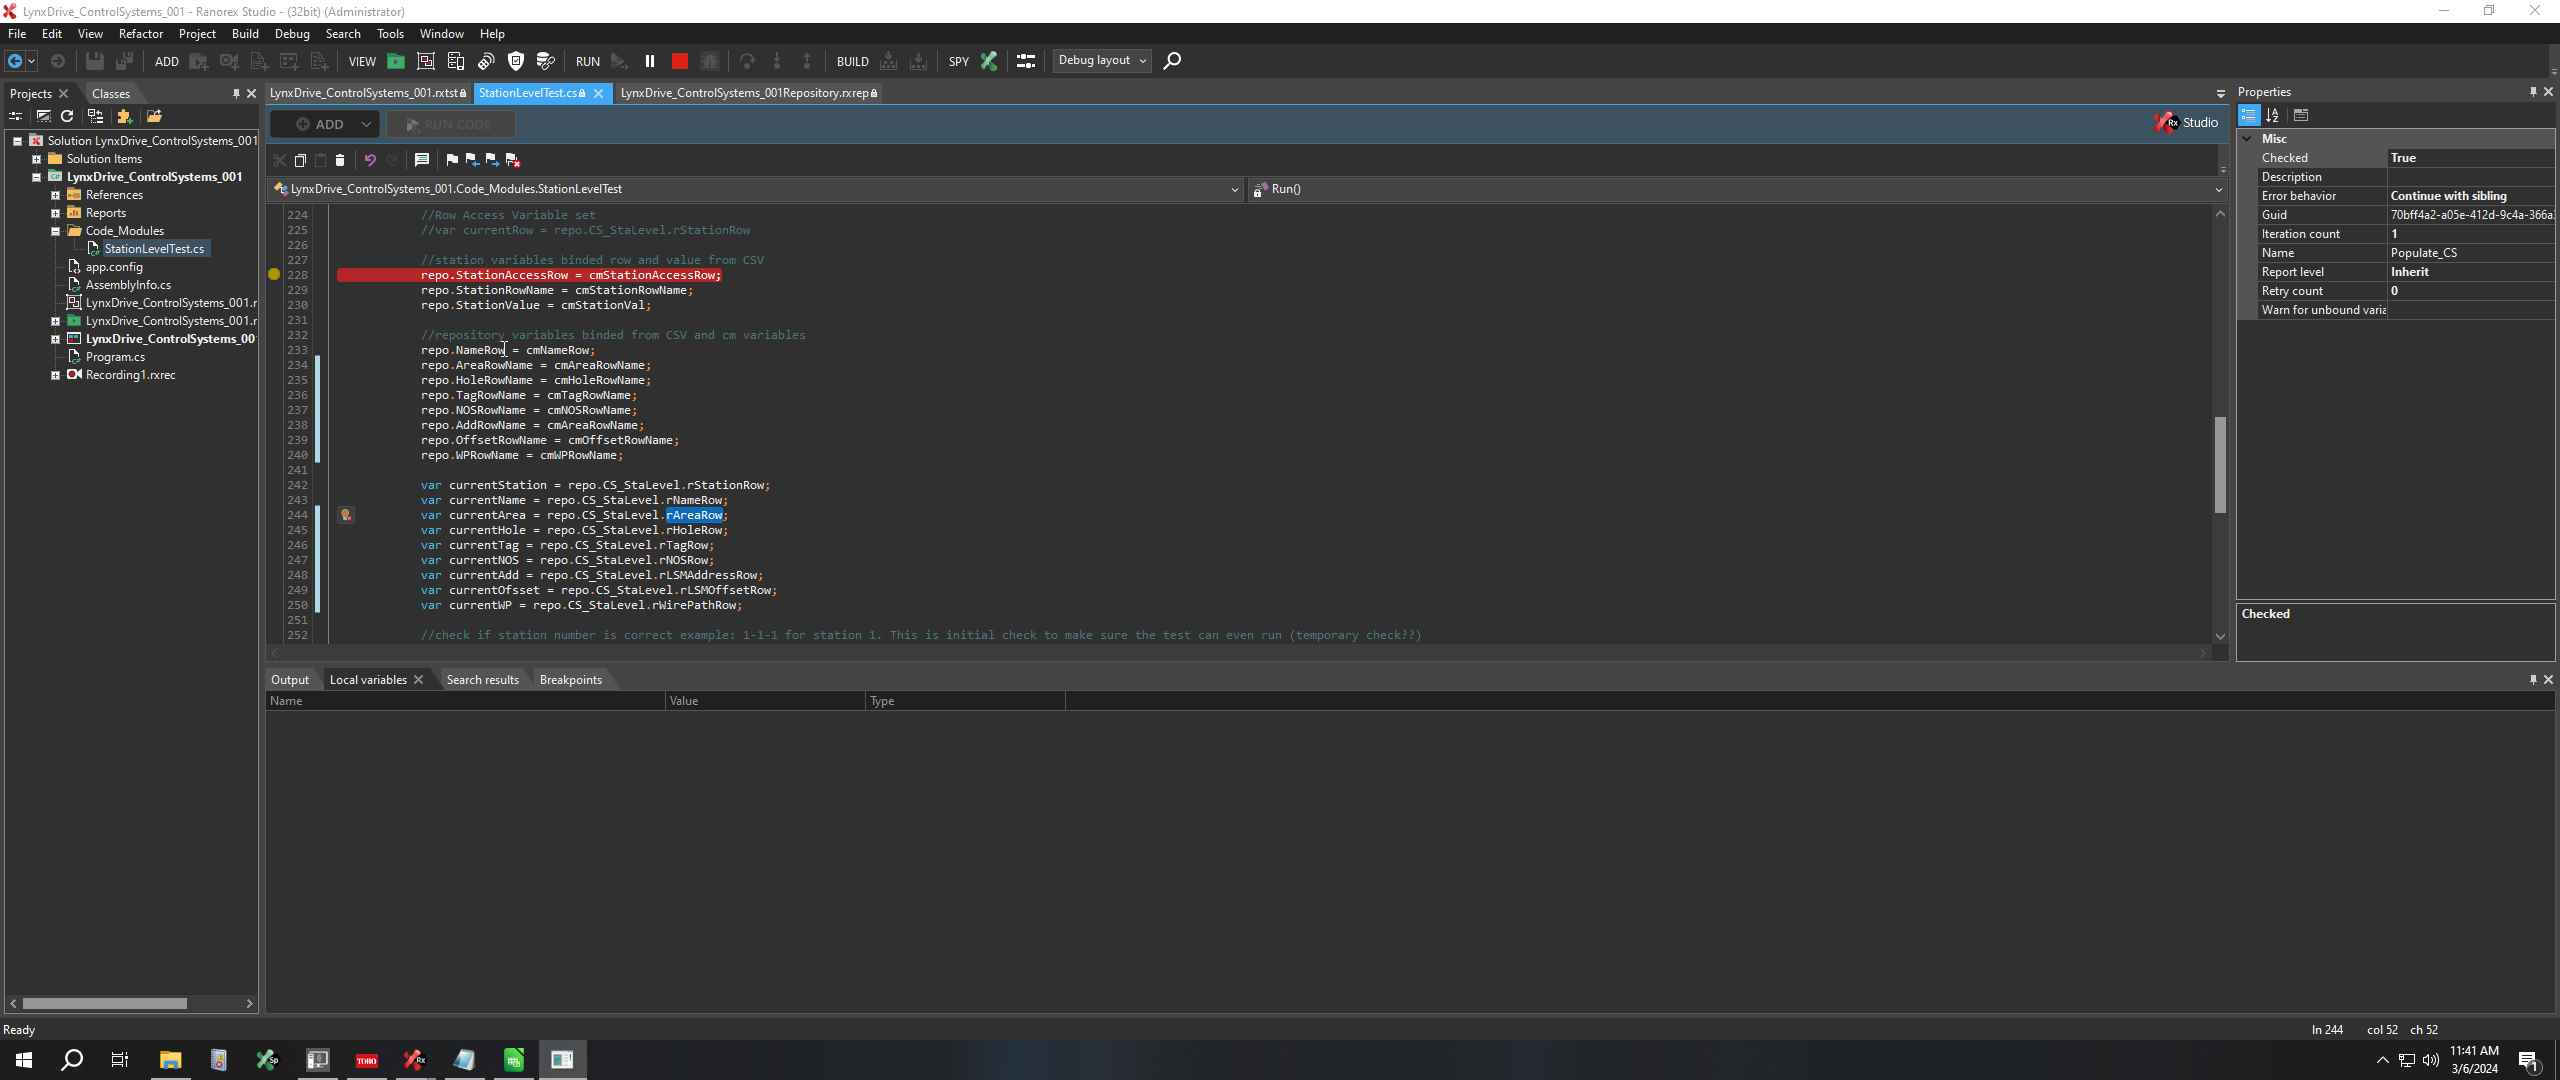 LynxDrive_ControlSystems_001 - Ranorex Studio - (32bit) (Administrator)
File Edit View Refactor Project Build Debug Search Tools Window Help
ADD VIEW RUN BUILD SPY Debug layout
Projects Classes
LynxDrive_ControlSystems_001.rxtst StationLevelTest.cs LynxDrive_ControlSystems_001Repository.rxrep
Properties
ADD RUN CODE
Rx Studio
LynxDrive_ControlSystems_001.Code_Modules.StationLevelTest Run()
Solution LynxDrive_ControlSystems_001
Solution Items
LynxDrive_ControlSystems_001
References
Reports
Code_Modules
StationLevelTest.cs
app.config
AssemblyInfo.cs
LynxDrive_ControlSystems_001.r
LynxDrive_ControlSystems_001.r
LynxDrive_ControlSystems_00
Program.cs
Recording1.rxrec
224 //Row Access Variable set
225 //var currentRow = repo.CS_StaLevel.rStationRow
226
227 //station variables binded row and value from CSV
228 repo.StationAccessRow = cmStationAccessRow;
229 repo.StationRowName = cmStationRowName;
230 repo.StationValue = cmStationVal;
231
232 //repository variables binded from CSV and cm variables
233 repo.NameRow = cmNameRow;
234 repo.AreaRowName = cmAreaRowName;
235 repo.HoleRowName = cmHoleRowName;
236 repo.TagRowName = cmTagRowName;
237 repo.NOSRowName = cmNOSRowName;
238 repo.AddRowName = cmAreaRowName;
239 repo.OffsetRowName = cmOffsetRowName;
240 repo.WPRowName = cmWPRowName;
241
242 var currentStation = repo.CS_StaLevel.rStationRow;
243 var currentName = repo.CS_StaLevel.rNameRow;
244 var currentArea = repo.CS_StaLevel.rAreaRow;
245 var currentHole = repo.CS_StaLevel.rHoleRow;
246 var currentTag = repo.CS_StaLevel.rTagRow;
247 var currentNOS = repo.CS_StaLevel.rNOSRow;
248 var currentAdd = repo.CS_StaLevel.rLSMAddressRow;
249 var currentOfsset = repo.CS_StaLevel.rLSMOffsetRow;
250 var currentWP = repo.CS_StaLevel.rWirePathRow;
251
252 //check if station number is correct example: 1-1-1 for station 1. This is initial check to make sure the test can even run (temporary check??)
Misc
Checked True
Description
Error behavior Continue with sibling
Guid 70bff4a2-a05e-412d-9c4a-366a
Iteration count 1
Name Populate_CS
Report level Inherit
Retry count 0
Warn for unbound varia
Checked
Output Local variables Search results Breakpoints
Name Value Type
Ready
ln 244 col 52 ch 52
Sp
TORO
Rx
11:41 AM
3/6/2024
1